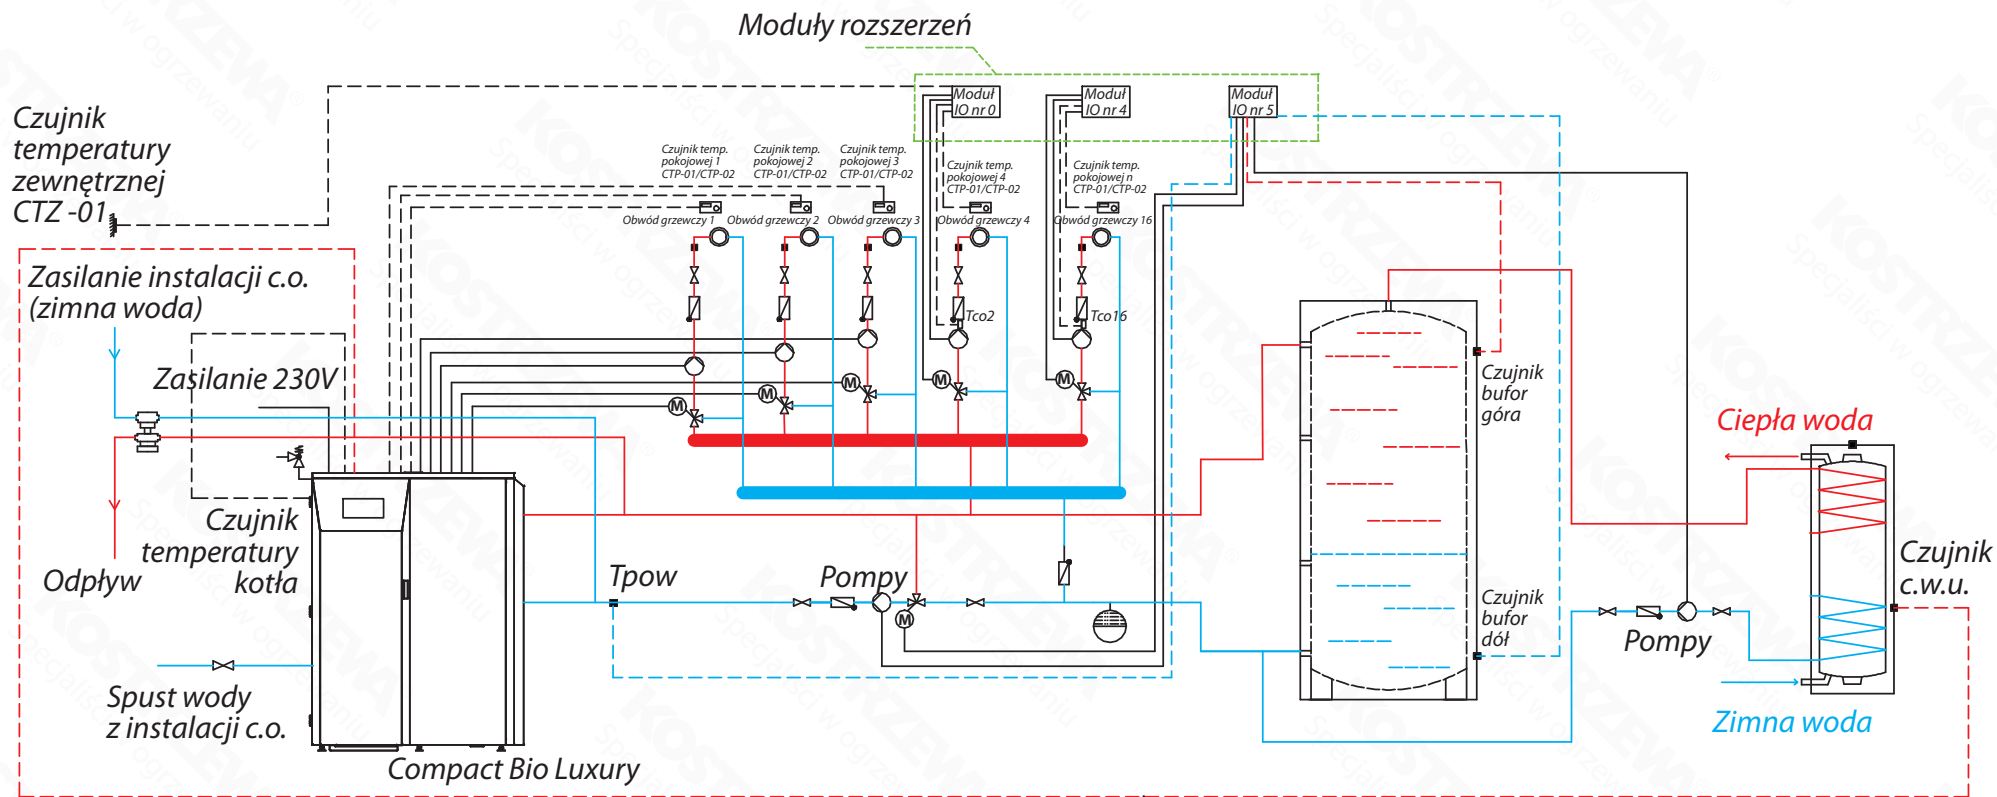 Moduły rozszerzeń
Czujnik
temperatury
zewnętrznej
CTZ -01
Moduł
IO nr 0
Moduł
IO nr 4
Moduł
IO nr 5
Czujnik temp.
pokojowej 1
CTP-01/CTP-02
Czujnik temp.
pokojowej 2
CTP-01/CTP-02
Czujnik temp.
pokojowej 3
CTP-01/CTP-02
Czujnik temp.
pokojowej 4
CTP-01/CTP-02
Czujnik temp.
pokojowej n
CTP-01/CTP-02
Obwód grzewczy 1
Obwód grzewczy 2
Obwód grzewczy 3
Obwód grzewczy 4
Obwód grzewczy 16
Zasilanie instalacji c.o.
(zimna woda)
Tco2
Tco16
Zasilanie 230V
M
M
M
M
M
Czujnik
bufor
góra
Ciepła woda
Czujnik
temperatury
kotła
Odpływ
Tpow
Pompy
M
Czujnik
bufor
dół
Pompy
Czujnik
c.w.u.
Spust wody
z instalacji c.o.
Zimna woda
Compact Bio Luxury
KOSTRZEWA®
Specjaliści w ogrzewaniu